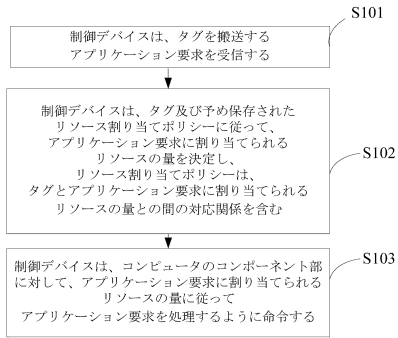 S101
制御デバイスは、タグを搬送する
アプリケーション要求を受信する
制御デバイスは、タグ及び予め保存された
リソース割り当てポリシーに従って、
アプリケーション要求に割り当てられる
リソースの量を決定し、
リソース割り当てポリシーは、
タグとアプリケーション要求に割り当てられる
リソースの量との間の対応関係を含む
S102
制御デバイスは、コンピュータのコンポーネント部
に対して、アプリケーション要求に割り当てられる
リソースの量に従って
アプリケーション要求を処理するように命令する
S103